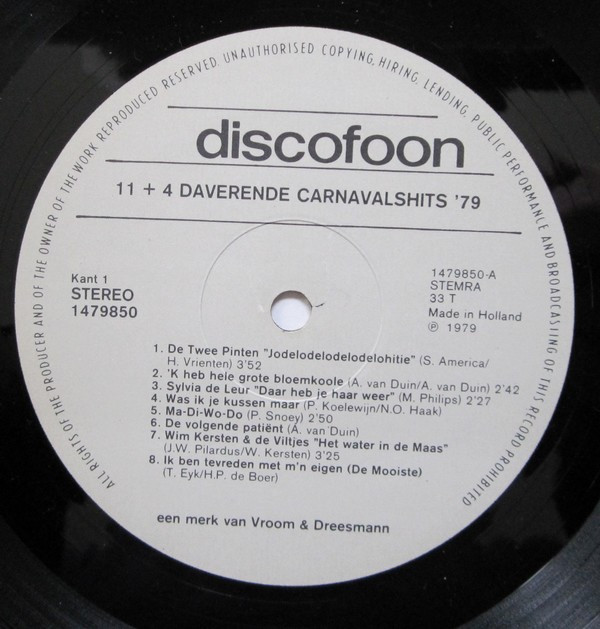 ALL RIGHTS OF THE PRODUCER AND OF THE OWNER OF THE WORK REPRODUCED RESERVED. UNAUTHORISED COPYING, HIRING, LENDING, PUBLIC PERFORMANCE AND BROADCASTING OF THIS RECORD PROHIBITED
discofoon
11 + 4 DAVERENDE CARNAVALSHITS '79
Kant 1
STEREO
1479850
1479850-A
STEMRA
33 T
Made in Holland
℗ 1979
1. De Twee Pinten "Jodelodelodelodelohitie" (S. America/
H. Vrienten) 3'52
2. 'K heb hele grote bloemkoole (A. van Duin/A. van Duin) 2'42
3. Sylvia de Leur "Daar heb je haar weer" (M. Philips) 2'27
4. Was ik je kussen maar (P. Koelewijn/N.O. Haak)
5. Ma-Di-Wo-Do (P. Snoey) 2'50
6. De volgende patiënt (A. van Duin)
7. Wim Kersten & de Viltjes "Het water in de Maas"
(J.W. Pilardus/W. Kersten) 3'25
8. Ik ben tevreden met m'n eigen (De Mooiste)
(T. Eyk/H.P. de Boer)
een merk van Vroom & Dreesmann